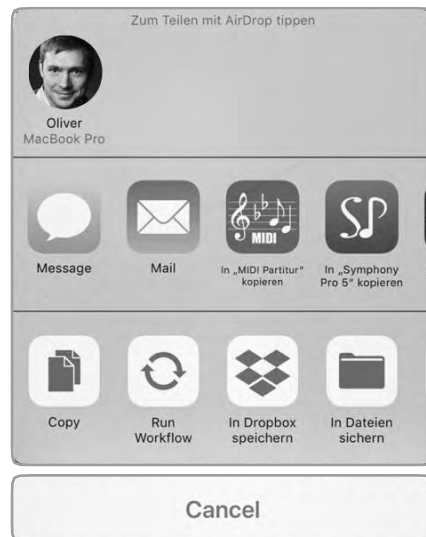 Zum Teilen mit AirDrop tippen
Oliver
MacBook Pro
Message
Mail
MIDI
In „MIDI Partitur"
kopieren
In „Symphony
Pro 5" kopieren
Copy
Run
Workflow
In Dropbox
speichern
In Dateien
sichern
Cancel